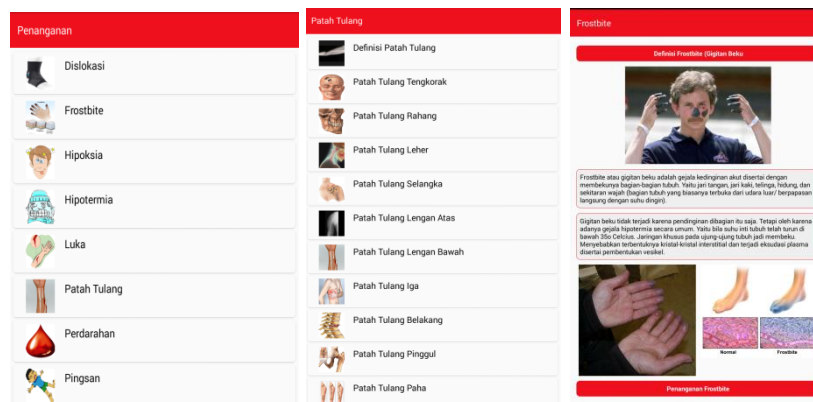 Penanganan
Dislokasi
Frostbite
Hipoksia
Hipotermia
Luka
Patah Tulang
Perdarahan
Pingsan
Patah Tulang
Definisi Patah Tulang
Patah Tulang Tengkorak
Patah Tulang Rahang
Patah Tulang Leher
Patah Tulang Selangka
Patah Tulang Lengan Atas
Patah Tulang Lengan Bawah
Patah Tulang Iga
Patah Tulang Belakang
Patah Tulang Pinggul
Patah Tulang Paha
Frostbite
Definisi Frostbite (Gigitan Beku
Frostbite atau gigitan beku adalah gejala kedinginan akut disertai dengan
membekunya bagian-bagian tubuh. Yaitu jari tangan, jari kaki, telinga, hidung, dan
sekitaran wajah (bagian tubuh yang biasanya terbuka dari udara luar/ berpapasan
langsung dengan suhu dingin).
Gigitan beku tidak terjadi karena pendinginan dibagian itu saja. Tetapi oleh karena
adanya gejala hipotermia secara umum. Yaitu bila suhu inti tubuh telah turun di
bawah 35o Celcius. Jaringan khusus pada ujung-ujung tubuh jadi membeku.
Menyebabkan terbentuknya kristal-kristal interstitial dan terjadi eksudasi plasma
disertai pembentukan vesikel.
Normal
Frostbite
Penanganan Frostbite